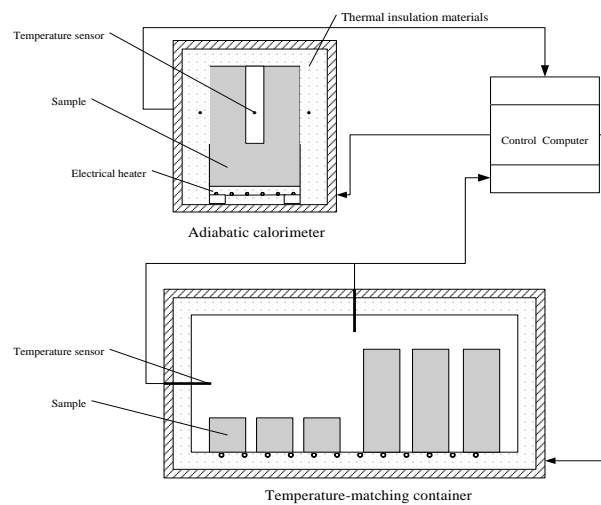 Thermal insulation materials
Temperature sensor
Sample
Control Computer
Electrical heater
Adiabatic calorimeter
Temperature sensor
Sample
Temperature-matching container